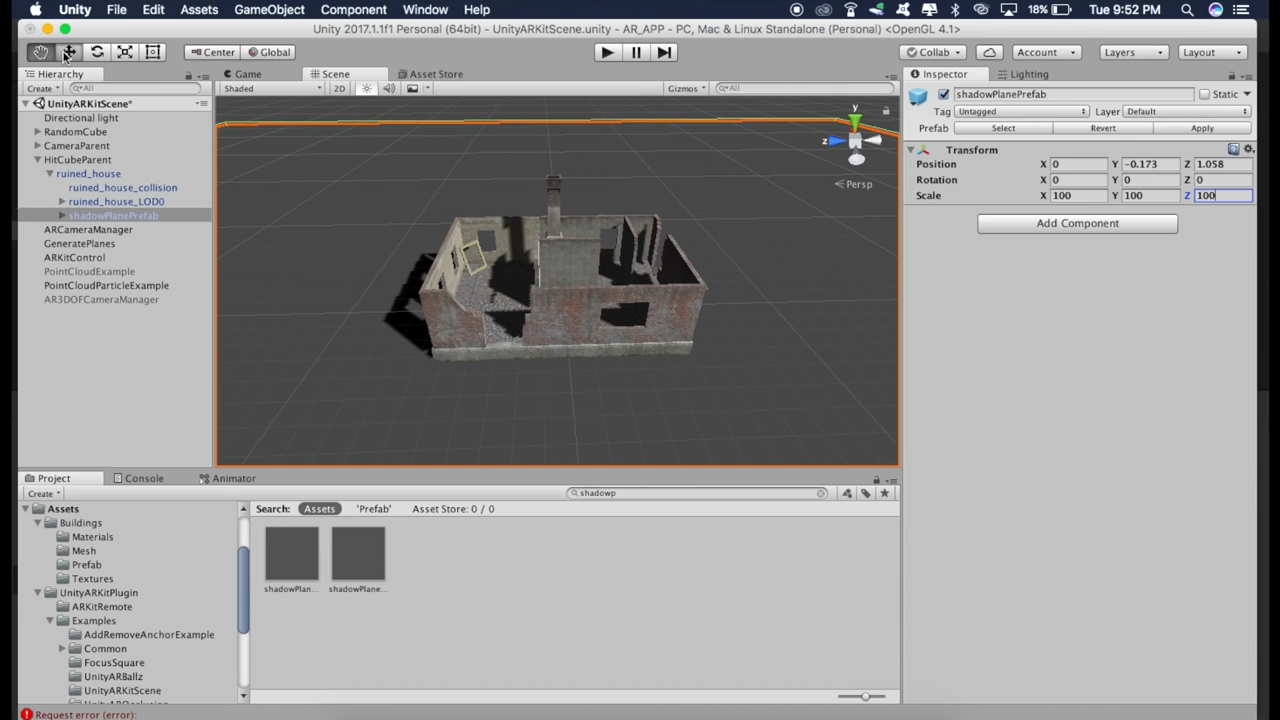 Unity File Edit Assets GameObject Component Window Help 18% Tue 9:52 PM
Unity 2017.1.1f1 Personal (64bit) - UnityARKitScene.unity - AR_APP - PC, Mac & Linux Standalone (Personal) <OpenGL 4.1>
Center Global Collab Account Layers Layout
Hierarchy Game Scene Asset Store Inspector Lighting
Create All Shaded 2D Gizmos All
shadowPlanePrefab Static
Tag Untagged Layer Default
Prefab Select Revert Apply
Transform
Position X 0 Y -0.173 Z 1.058
Rotation X 0 Y 0 Z 0
Scale X 100 Y 100 Z 100
Add Component
UnityARKitScene*
Directional light
RandomCube
CameraParent
HitCubeParent
ruined_house
ruined_house_collision
ruined_house_LOD0
shadowPlanePrefab
ARCameraManager
GeneratePlanes
ARKitControl
PointCloudExample
PointCloudParticleExample
AR3DOFCameraManager
y
z
Persp
Project Console Animator
Create shadowp
Assets
Buildings
Materials
Mesh
Prefab
Textures
UnityARKitPlugin
ARKitRemote
Examples
AddRemoveAnchorExample
Common
FocusSquare
UnityARBallz
UnityARKitScene
UnityAROcclusion
Search: Assets 'Prefab' Asset Store: 0 / 0
shadowPlan... shadowPlane...
Request error (error):